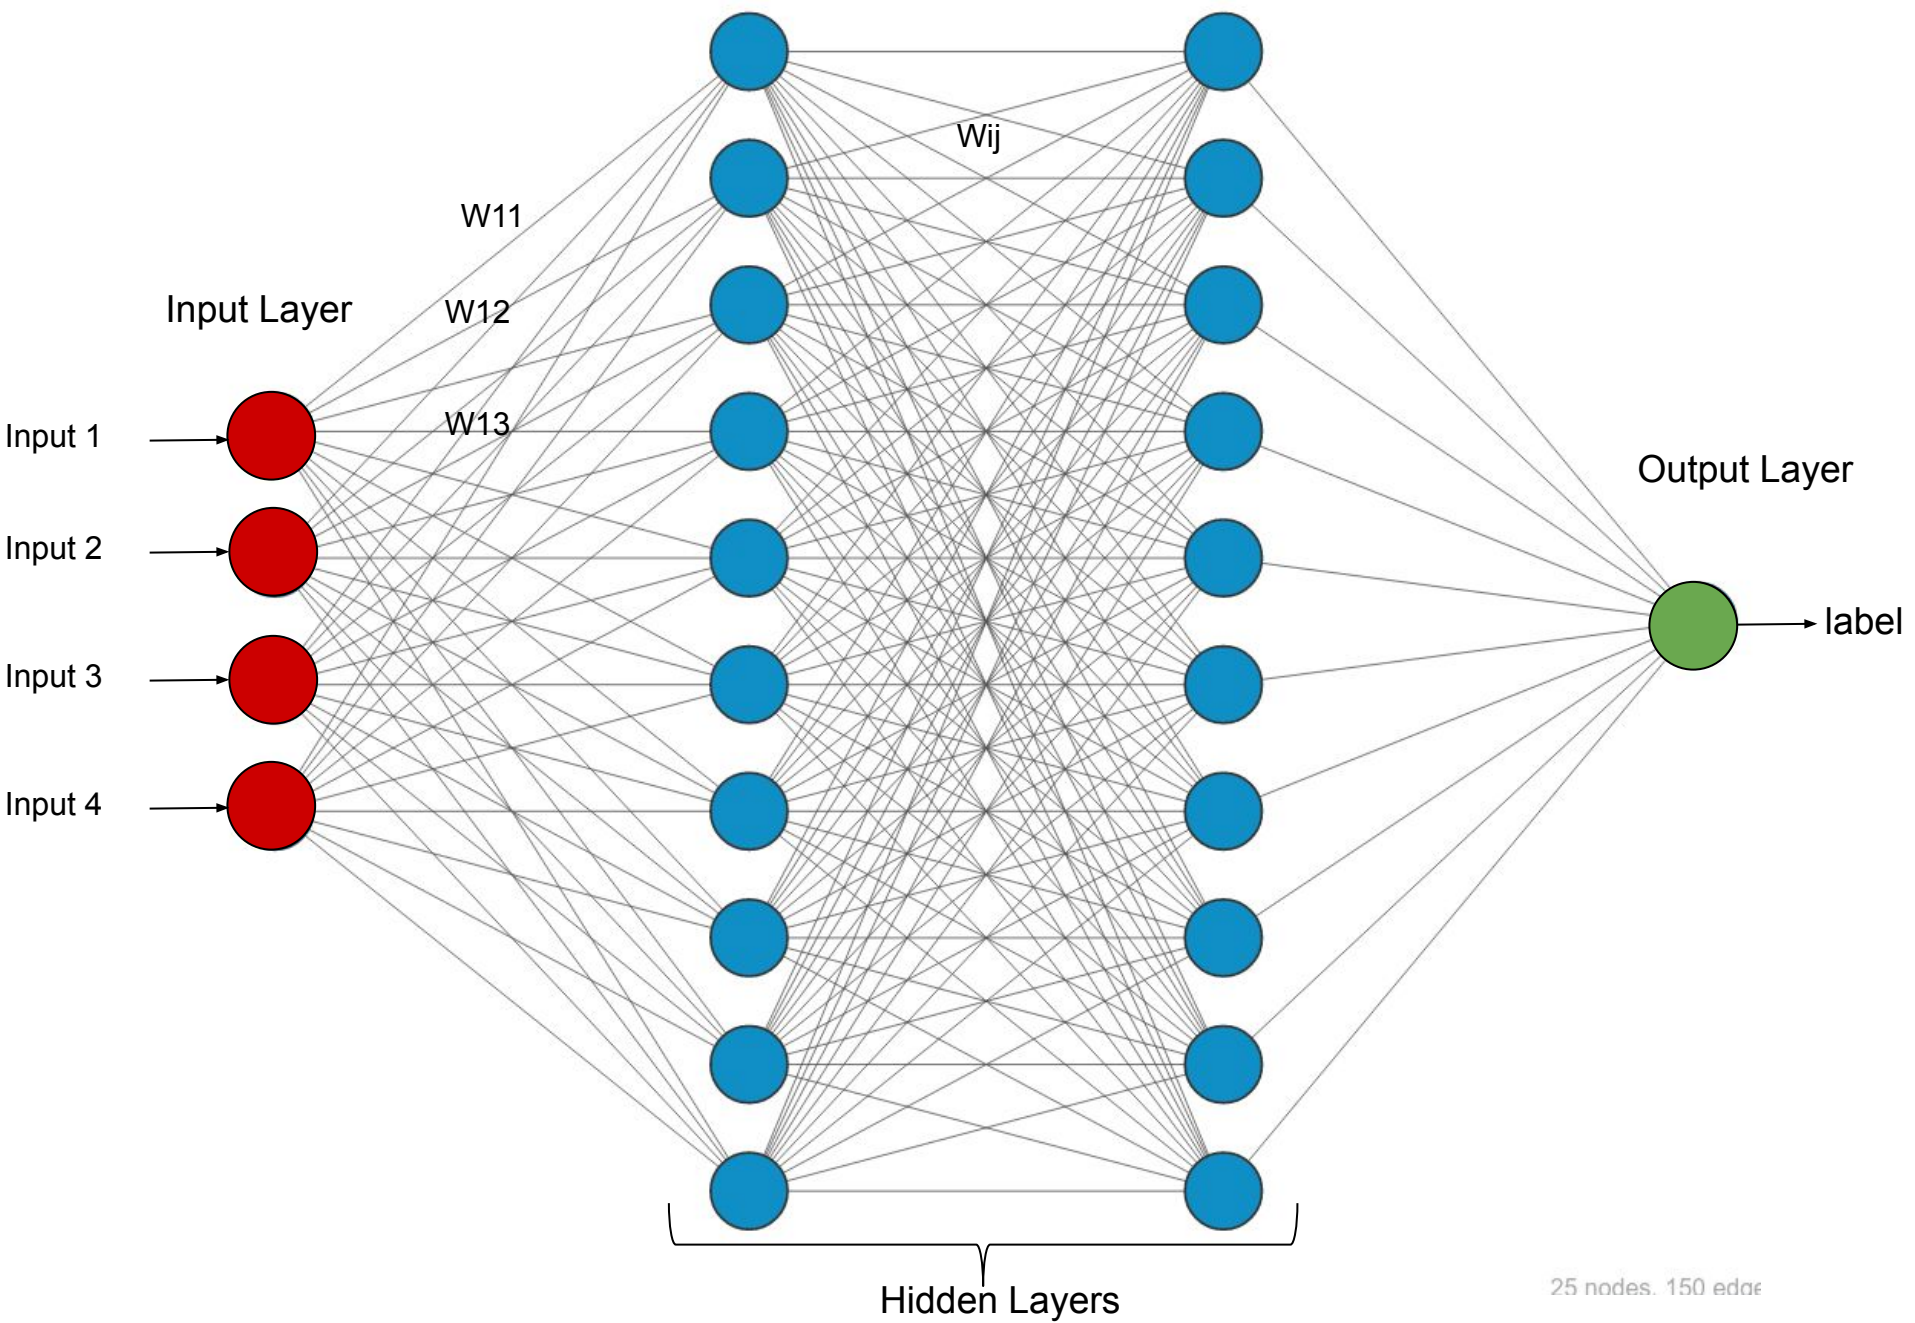 Wij
W11
Input Layer
W12
W13
Input 1
Output Layer
Input 2
label
Input 3
Input 4
Hidden Layers
25 nodes, 150 edge